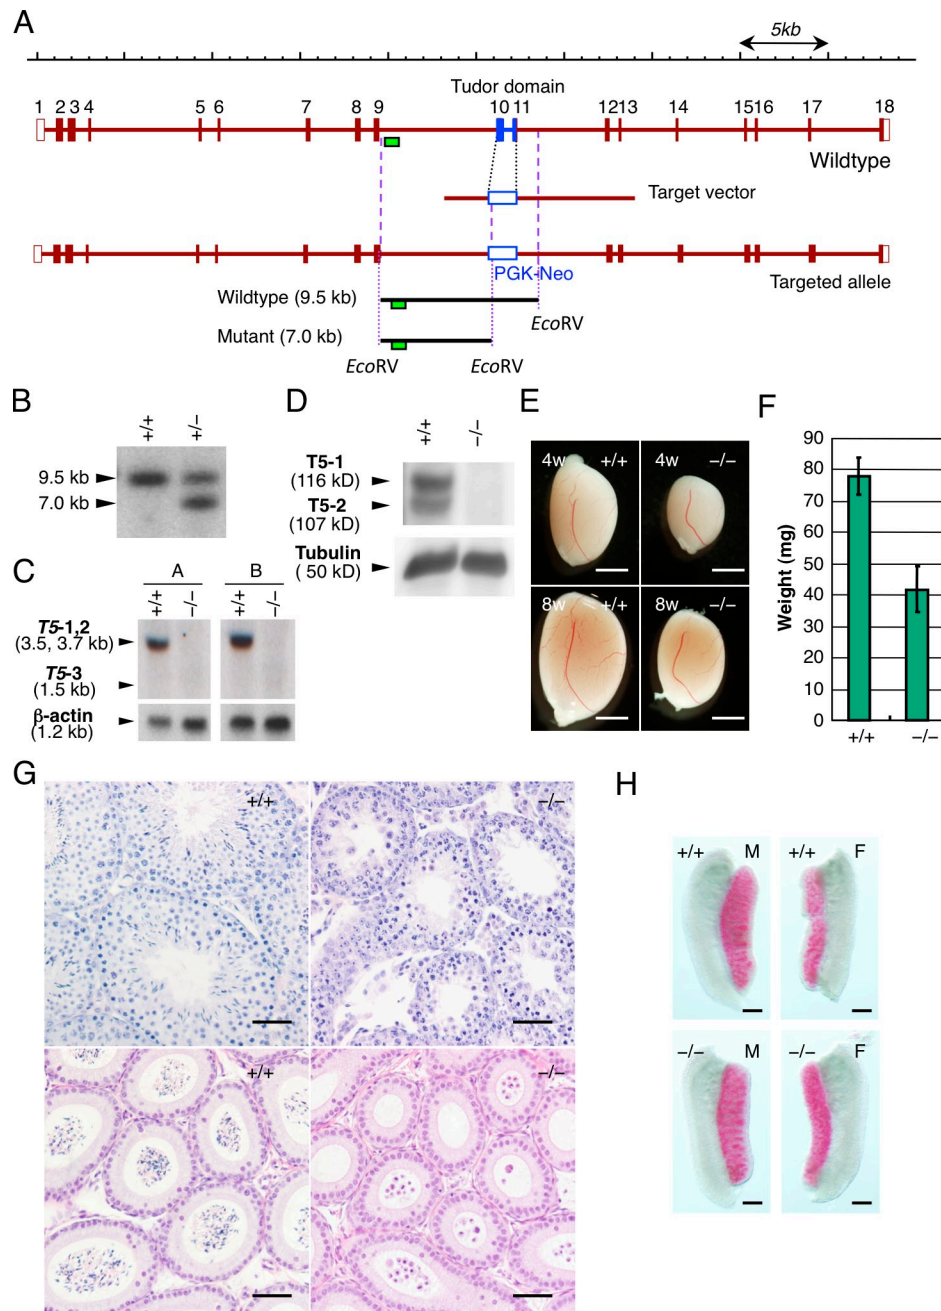 A
5kb
Tudor domain
1 2 3 4 5 6 7 8 9 10 11 12 13 14 15 16 17 18
Wildtype
Target vector
PGK-Neo
Targeted allele
Wildtype (9.5 kb)
EcoRV
Mutant (7.0 kb)
EcoRV EcoRV
B
+/+ +/−
9.5 kb
7.0 kb
C
A B
+/+ −/− +/+ −/−
T5-1,2
(3.5, 3.7 kb)
T5-3
(1.5 kb)
β-actin
(1.2 kb)
D
+/+ −/−
T5-1
(116 kD)
T5-2
(107 kD)
Tubulin
( 50 kD)
E
4w +/+ 4w −/−
8w +/+ 8w −/−
F
Weight (mg)
90
80
70
60
50
40
30
20
10
0
+/+ −/−
G
+/+ −/−
+/+ −/−
H
+/+ M +/+ F
−/− M −/− F